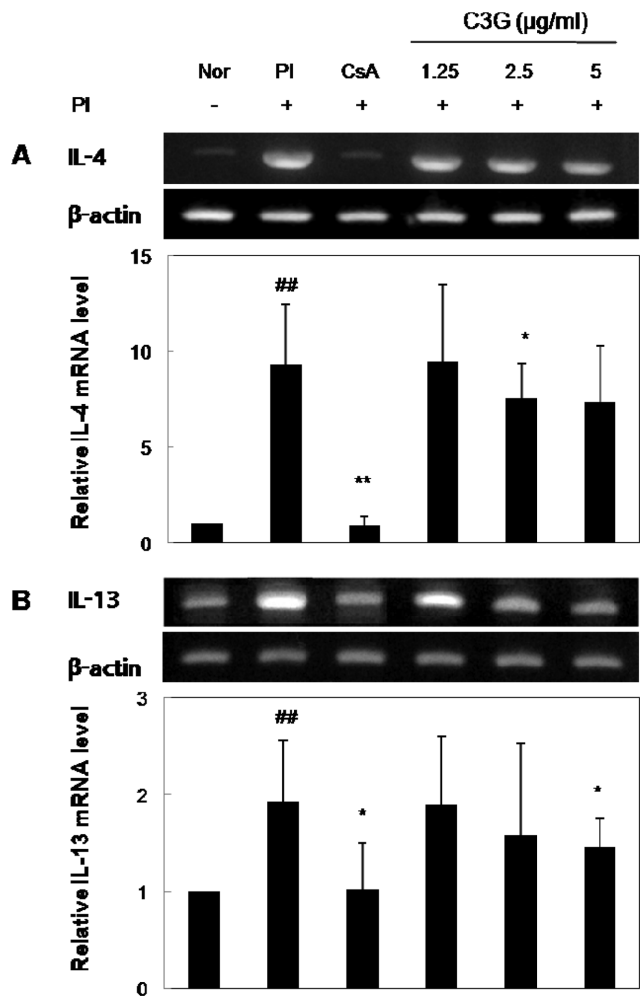 C3G (μg/ml)
Nor PI CsA 1.25 2.5 5
PI - + + + + +
A IL-4
β-actin
Relative IL-4 mRNA level
15
10
5
0
##
**
*
B IL-13
β-actin
Relative IL-13 mRNA level
3
2
1
0
##
*
*